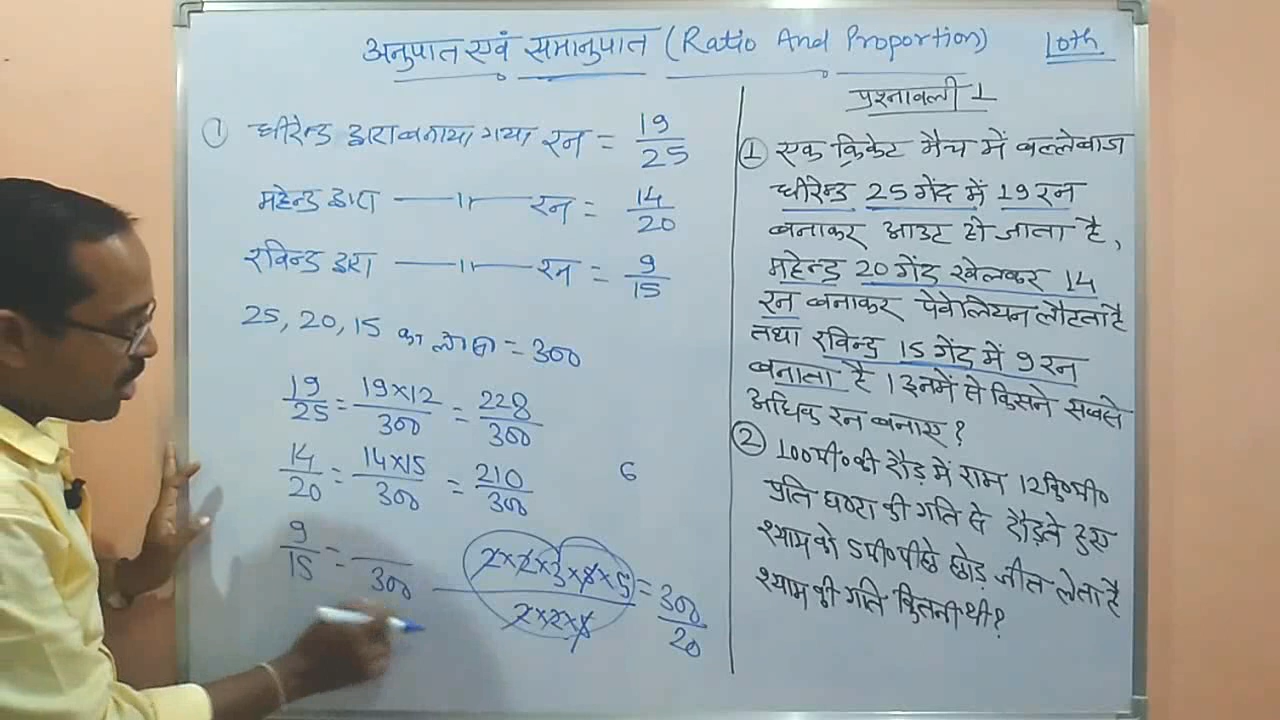 अनुपात एवं समानुपात (Ratio And Proportion) 10th
① धीरेन्द्र द्वारा बनाया गया रन = 19/25
महेन्द्र द्वारा —〃— रन = 14/20
रविन्द्र द्वारा —〃— रन = 9/15
25, 20, 15 का ल०स० = 300
19/25 = 19×12/300 = 228/300
14/20 = 14×15/300 = 210/300
6
9/15 = /300
2×2×3×5×5/2×2×5 = 300/20
प्रश्नावली 1
① एक क्रिकेट मैच में बल्लेबाज
धीरेन्द्र 25 गेंद में 19 रन
बनाकर आउट हो जाता है,
महेन्द्र 20 गेंद खेलकर 14
रन बनाकर पेवेलियन लौटता है
तथा रविन्द्र 15 गेंद में 9 रन
बनाता है । इनमें से किसने सबसे
अधिक रन बनाए ?
② 100 मी० की दौड़ में राम 12 कि०मी०
प्रति घण्टा की गति से दौड़ते हुए
श्याम को 5 मी० पीछे छोड़ जीत लेता है
श्याम की गति कितनी थी ?